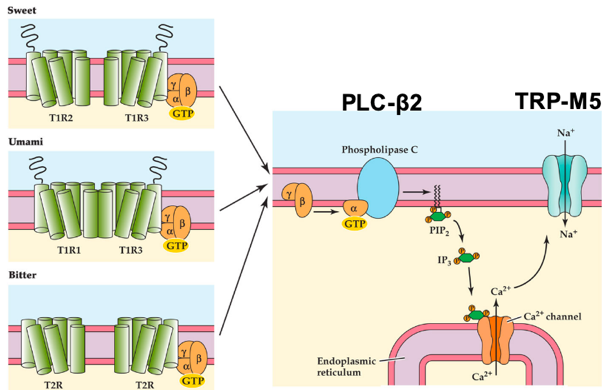 Sweet
γ
β
α
GTP
T1R2
T1R3
Umami
γ
β
α
GTP
T1R1
T1R3
Bitter
γ
β
α
GTP
T2R
T2R
PLC-β2
TRP-M5
Na⁺
Phospholipase C
γ
β
α
GTP
P
P
P
PIP₂
Na⁺
IP₃
P
P
P
Ca²⁺
P
P
P
Ca²⁺ channel
Endoplasmic
reticulum
Ca²⁺